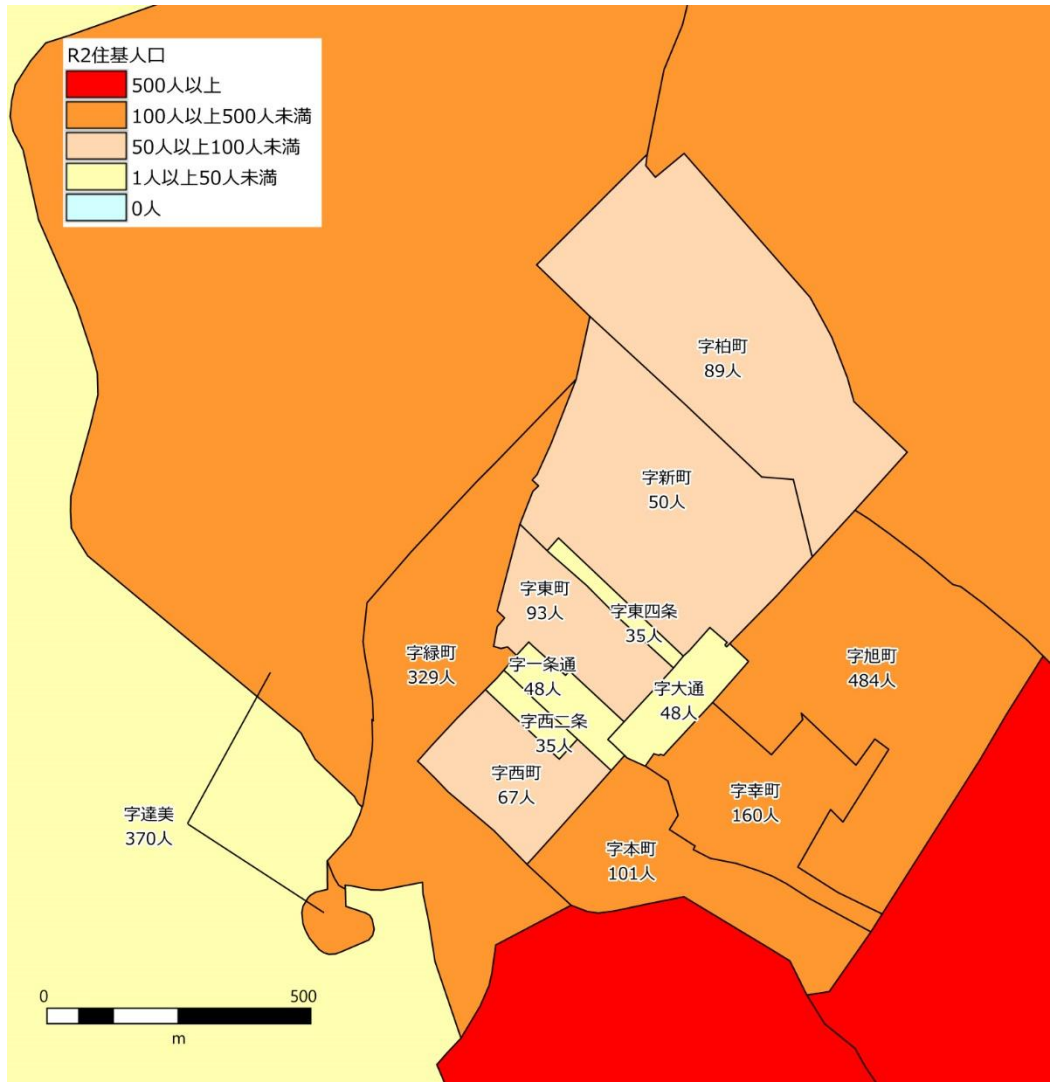 R2住基人口
500人以上
100人以上500人未満
50人以上100人未満
1人以上50人未満
0人
字柏町
89人
字新町
50人
字東町
93人
字東四条
35人
字緑町
329人
字一条通
48人
字大通
48人
字旭町
484人
字西二条
35人
字西町
67人
字幸町
160人
字達美
370人
字本町
101人
0 500
m